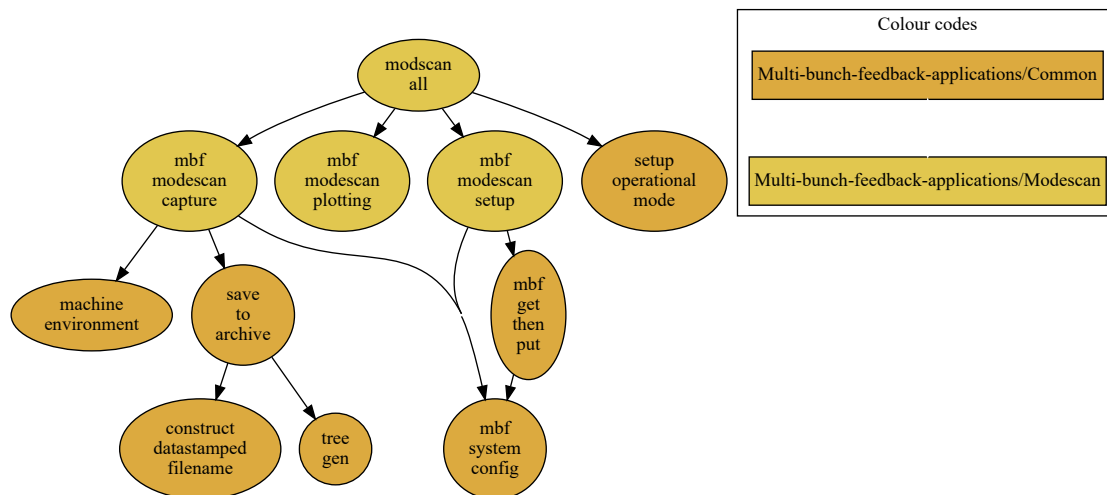 modscan
all
Colour codes
Multi-bunch-feedback-applications/Common
Multi-bunch-feedback-applications/Modescan
mbf
modescan
capture
mbf
modescan
plotting
mbf
modescan
setup
setup
operational
mode
machine
environment
save
to
archive
mbf
get
then
put
construct
datastamped
filename
tree
gen
mbf
system
config